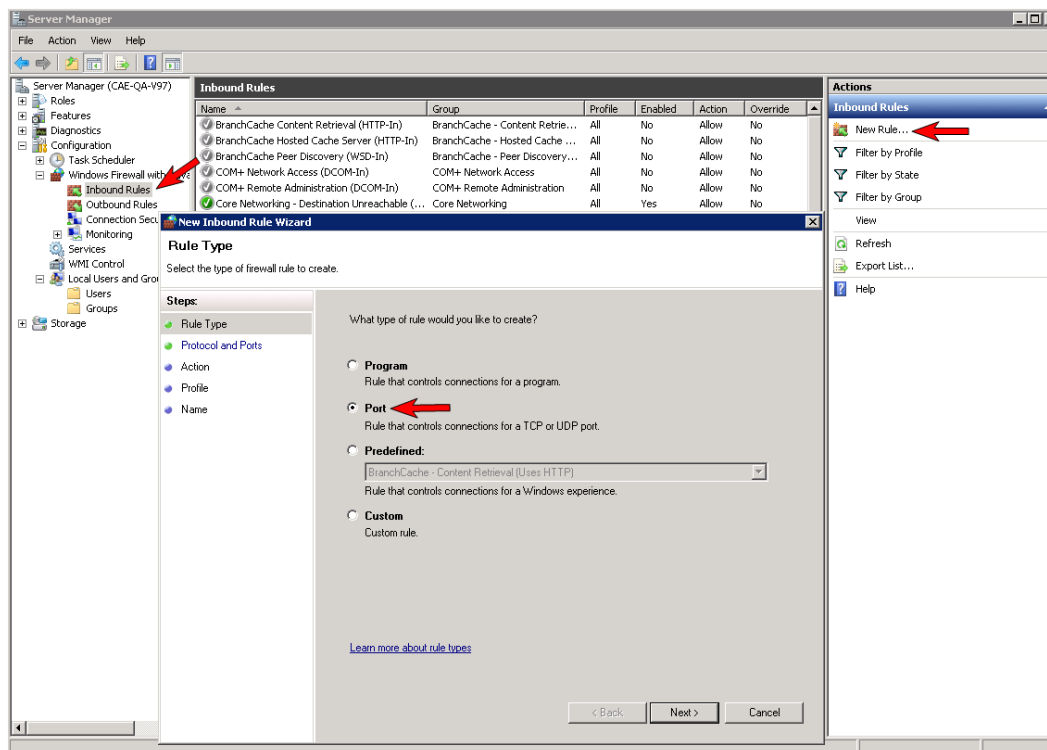 Server Manager
File Action View Help
Server Manager (CAE-QA-V97)
Roles
Features
Diagnostics
Configuration
Task Scheduler
Windows Firewall with
Inbound Rules
Outbound Rules
Connection Secu
Monitoring
Services
WMI Control
Local Users and Gro
Users
Groups
Storage
Inbound Rules
Name Group Profile Enabled Action Override
BranchCache Content Retrieval (HTTP-In) BranchCache - Content Retrie... All No Allow No
BranchCache Hosted Cache Server (HTTP-In) BranchCache - Hosted Cache ... All No Allow No
BranchCache Peer Discovery (WSD-In) BranchCache - Peer Discovery... All No Allow No
COM+ Network Access (DCOM-In) COM+ Network Access All No Allow No
COM+ Remote Administration (DCOM-In) COM+ Remote Administration All No Allow No
Core Networking - Destination Unreachable (... Core Networking All Yes Allow No
Actions
Inbound Rules
New Rule...
Filter by Profile
Filter by State
Filter by Group
View
Refresh
Export List...
Help
New Inbound Rule Wizard
Rule Type
Select the type of firewall rule to create.
Steps:
Rule Type
Protocol and Ports
Action
Profile
Name
What type of rule would you like to create?
Program
Rule that controls connections for a program.
Port
Rule that controls connections for a TCP or UDP port.
Predefined:
BranchCache - Content Retrieval (Uses HTTP)
Rule that controls connections for a Windows experience.
Custom
Custom rule.
Learn more about rule types
< Back Next > Cancel